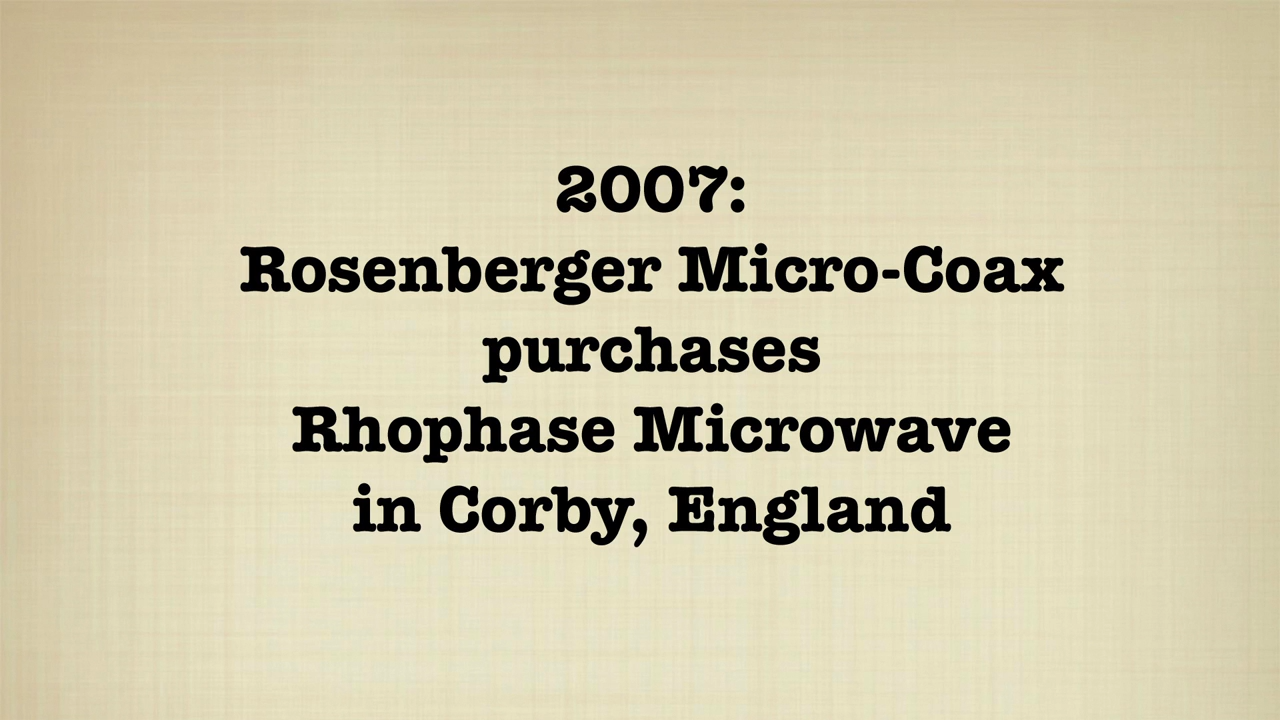 2007:
Rosenberger Micro-Coax
purchases
Rhophase Microwave
in Corby, England